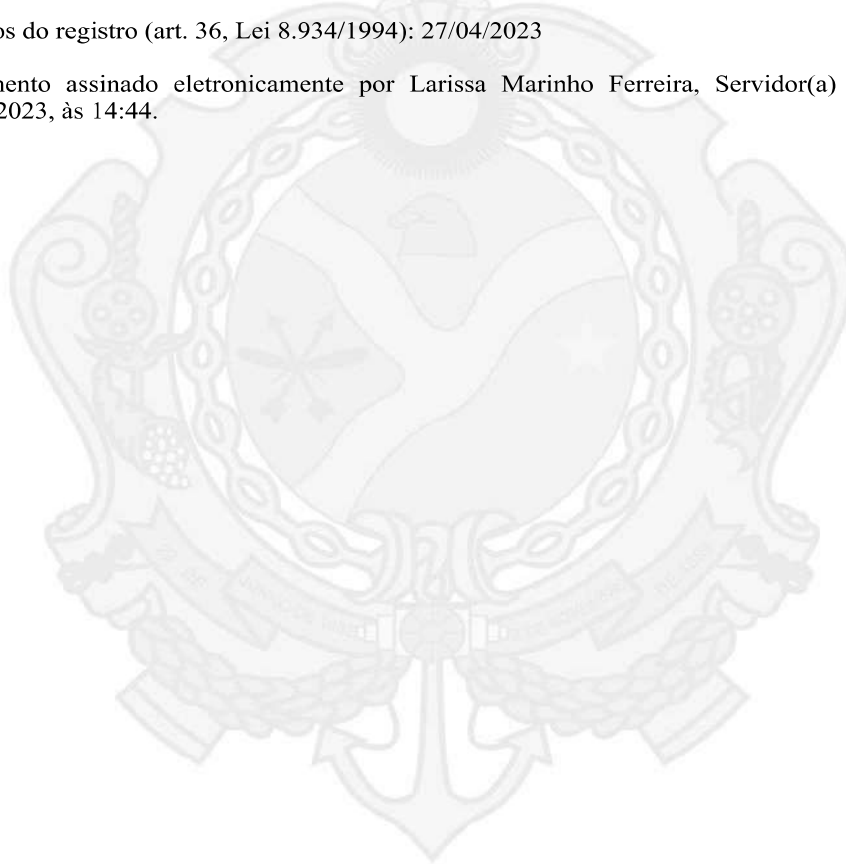 os do registro (art. 36, Lei 8.934/1994): 27/04/2023
mento assinado eletronicamente por Larissa Marinho Ferreira, Servidor(a)
2023, às 14:44.